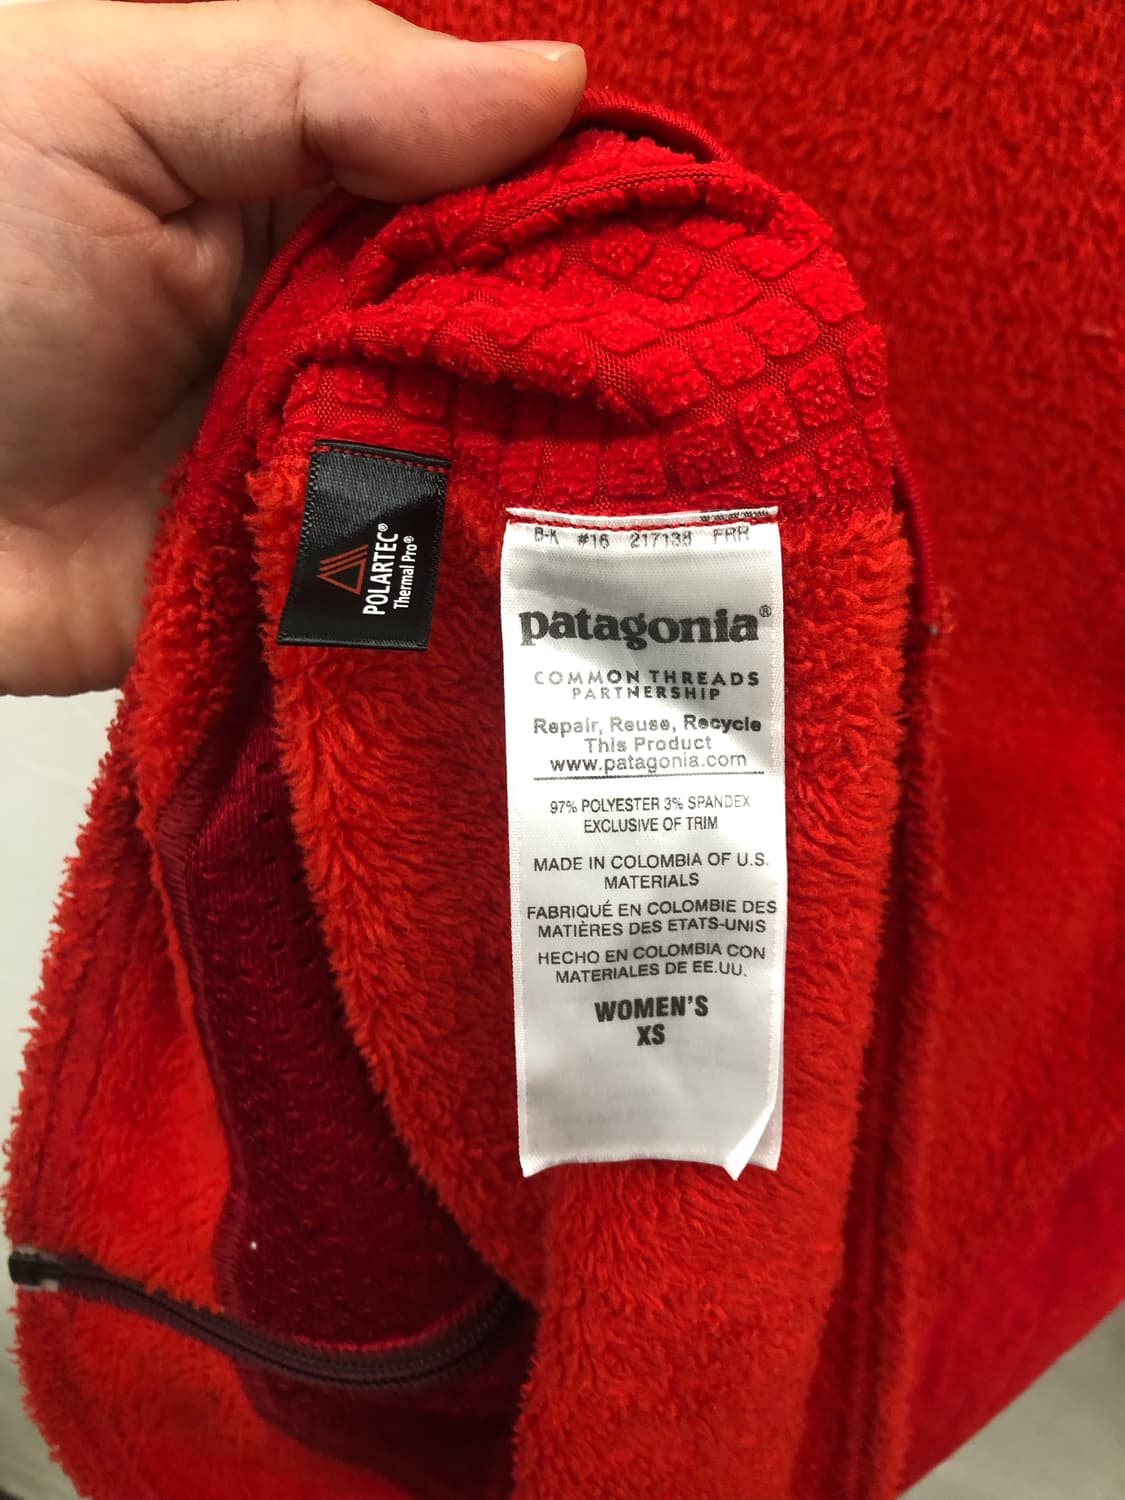 POLARTEC®
Thermal Pro®
B-K #16 217138 FRR
patagonia®
COMMON THREADS
PARTNERSHIP
Repair, Reuse, Recycle
This Product
www.patagonia.com
97% POLYESTER 3% SPANDEX
EXCLUSIVE OF TRIM
MADE IN COLOMBIA OF U.S.
MATERIALS
FABRIQUÉ EN COLOMBIE DES
MATIÈRES DES ETATS-UNIS
HECHO EN COLOMBIA CON
MATERIALES DE EE.UU.
WOMEN'S
XS